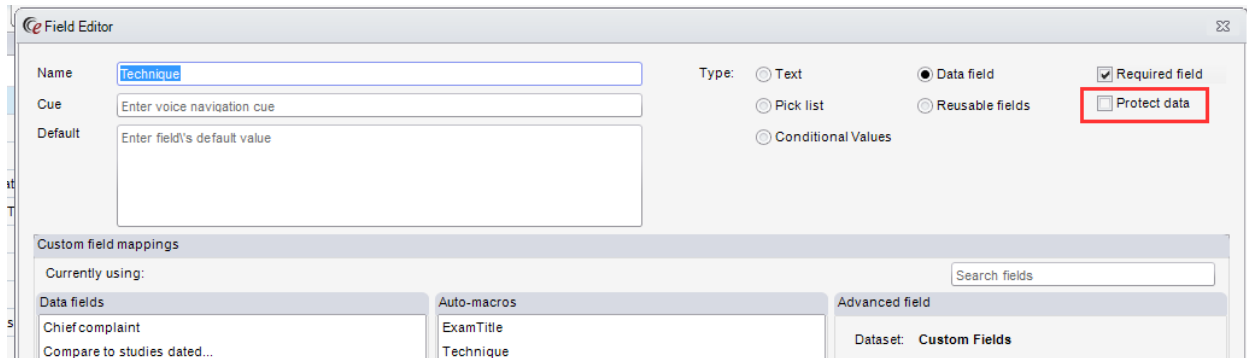 Field Editor
Name Technique Type: Text Data field Required field
Cue Enter voice navigation cue Pick list Reusable fields Protect data
Default Enter field\'s default value Conditional Values
Custom field mappings
Currently using: Search fields
Data fields Auto-macros Advanced field
Chief complaint ExamTitle
Dataset: Custom Fields
Compare to studies dated... Technique